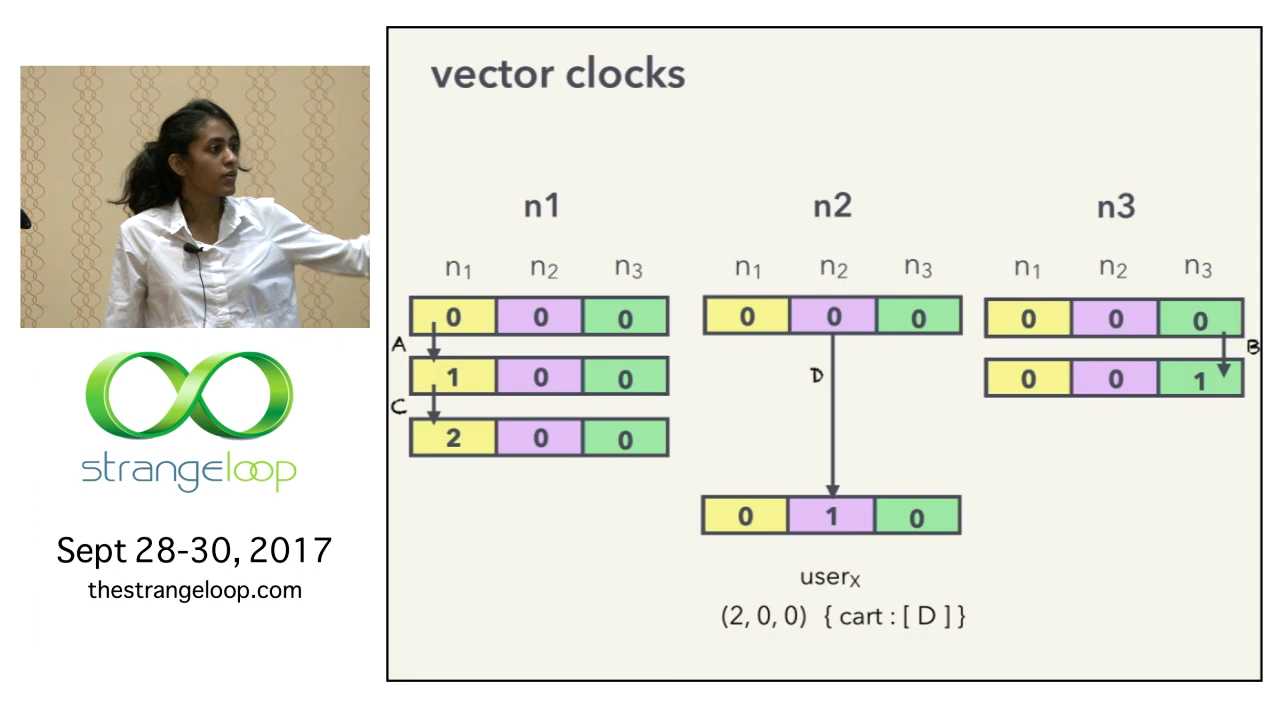 vector clocks
n1 n2 n3
n1 n2 n3 n1 n2 n3 n1 n2 n3
0 0 0 0 0 0 0 0 0
A D B
1 0 0 0 0 1
C
2 0 0
0 1 0
userX
(2, 0, 0) { cart : [ D ] }
strangeloop
Sept 28-30, 2017
thestrangeloop.com